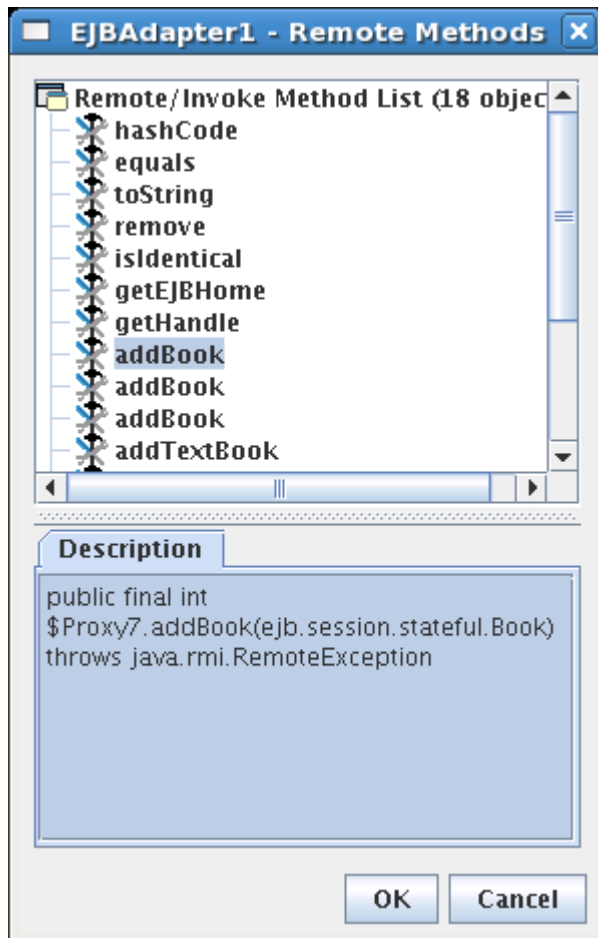 EJBAdapter1 - Remote Methods
Remote/Invoke Method List (18 objec
hashCode
equals
toString
remove
isIdentical
getEJBHome
getHandle
addBook
addBook
addBook
addTextBook
Description
public final int
$Proxy7.addBook(ejb.session.stateful.Book)
throws java.rmi.RemoteException
OK Cancel